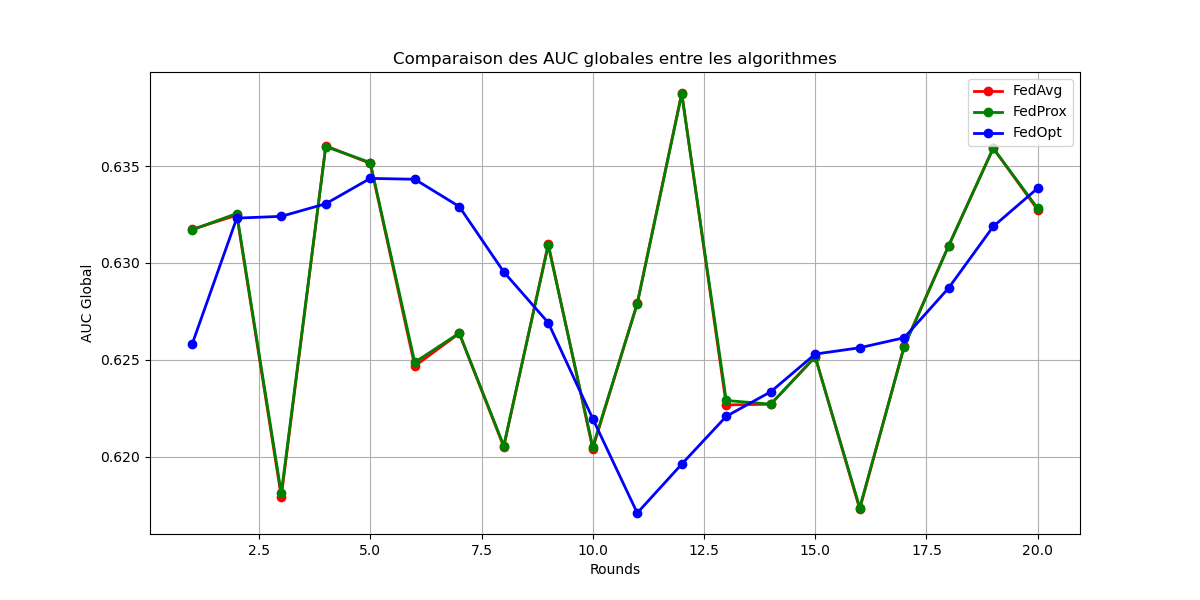 Comparaison des AUC globales entre les algorithmes
FedAvg
FedProx
FedOpt
AUC Global
0.635
0.630
0.625
0.620
2.5 5.0 7.5 10.0 12.5 15.0 17.5 20.0
Rounds